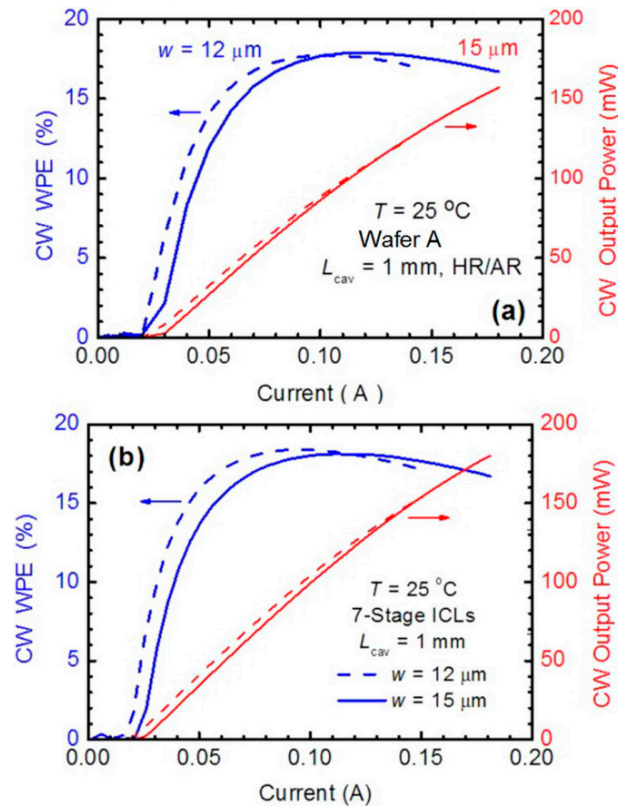 20
15
10
5
0
CW WPE (%)
w = 12 μm
15 μm
T = 25 °C
Wafer A
L_cav = 1 mm, HR/AR
(a)
200
150
100
50
0
CW Output Power (mW)
0.00 0.05 0.10 0.15 0.20
Current ( A )
20
15
10
5
0
CW WPE (%)
(b)
T = 25 °C
7-Stage ICLs
L_cav = 1 mm
w = 12 μm
w = 15 μm
200
150
100
50
0
CW Output Power (mW)
0.00 0.05 0.10 0.15 0.20
Current (A)